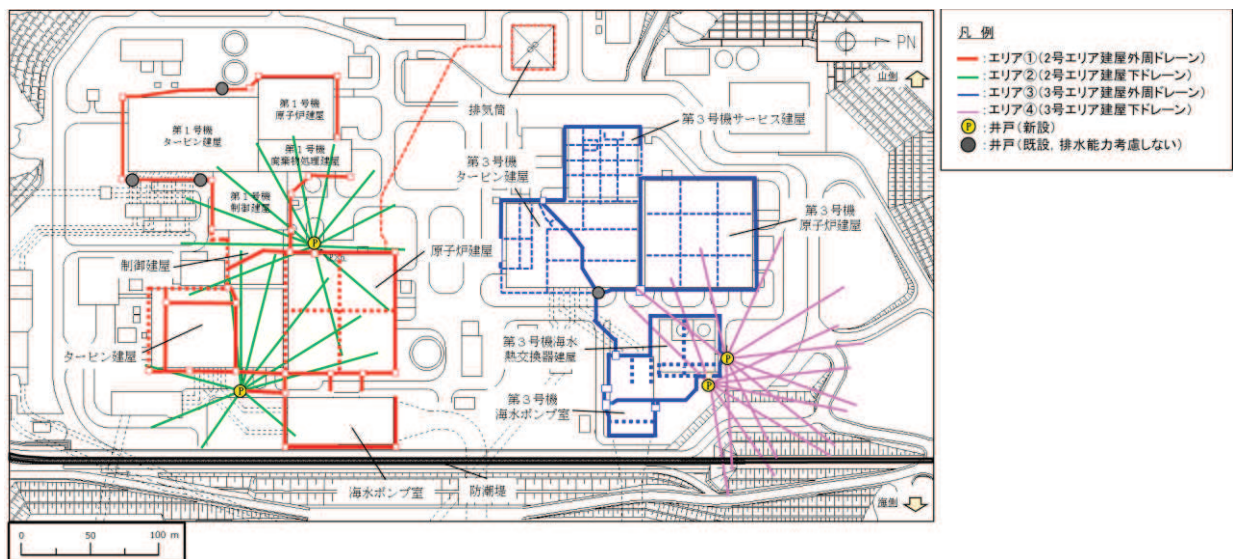 PN
山側
第1号機
原子炉建屋
第1号機
タービン建屋
第1号機
廃棄物処理建屋
第1号機
制御建屋
排気筒
第3号機サービス建屋
第3号機
タービン建屋
第3号機
原子炉建屋
原子炉建屋
制御建屋
タービン建屋
第3号機海水
熱交換器建屋
第3号機
海水ポンプ室
海水ポンプ室
防潮堤
海側
P
P
P
P
0 50 100 m
凡 例
:エリア①(2号エリア建屋外周ドレーン)
:エリア②(2号エリア建屋下ドレーン)
:エリア③(3号エリア建屋外周ドレーン)
:エリア④(3号エリア建屋下ドレーン)
P :井戸(新設)
:井戸(既設, 排水能力考慮しない)